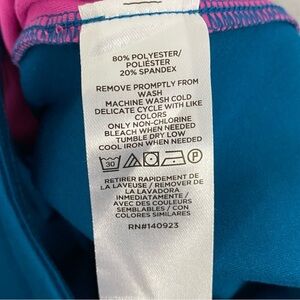 80% POLYESTER/
POLIÉSTER
20% SPANDEX
REMOVE PROMPTLY FROM
WASH
MACHINE WASH COLD
DELICATE CYCLE WITH LIKE
COLORS
ONLY NON-CHLORINE
BLEACH WHEN NEEDED
TUMBLE DRY LOW
COOL IRON WHEN NEEDED
30 P
RETIRER RAPIDEMENT DE
LA LAVEUSE / REMOVER DE
LA LAVADORA
INMEDIATAMENTE /
AVEC DES COULEURS
SEMBLABLES / CON
COLORES SIMILARES
RN#140923